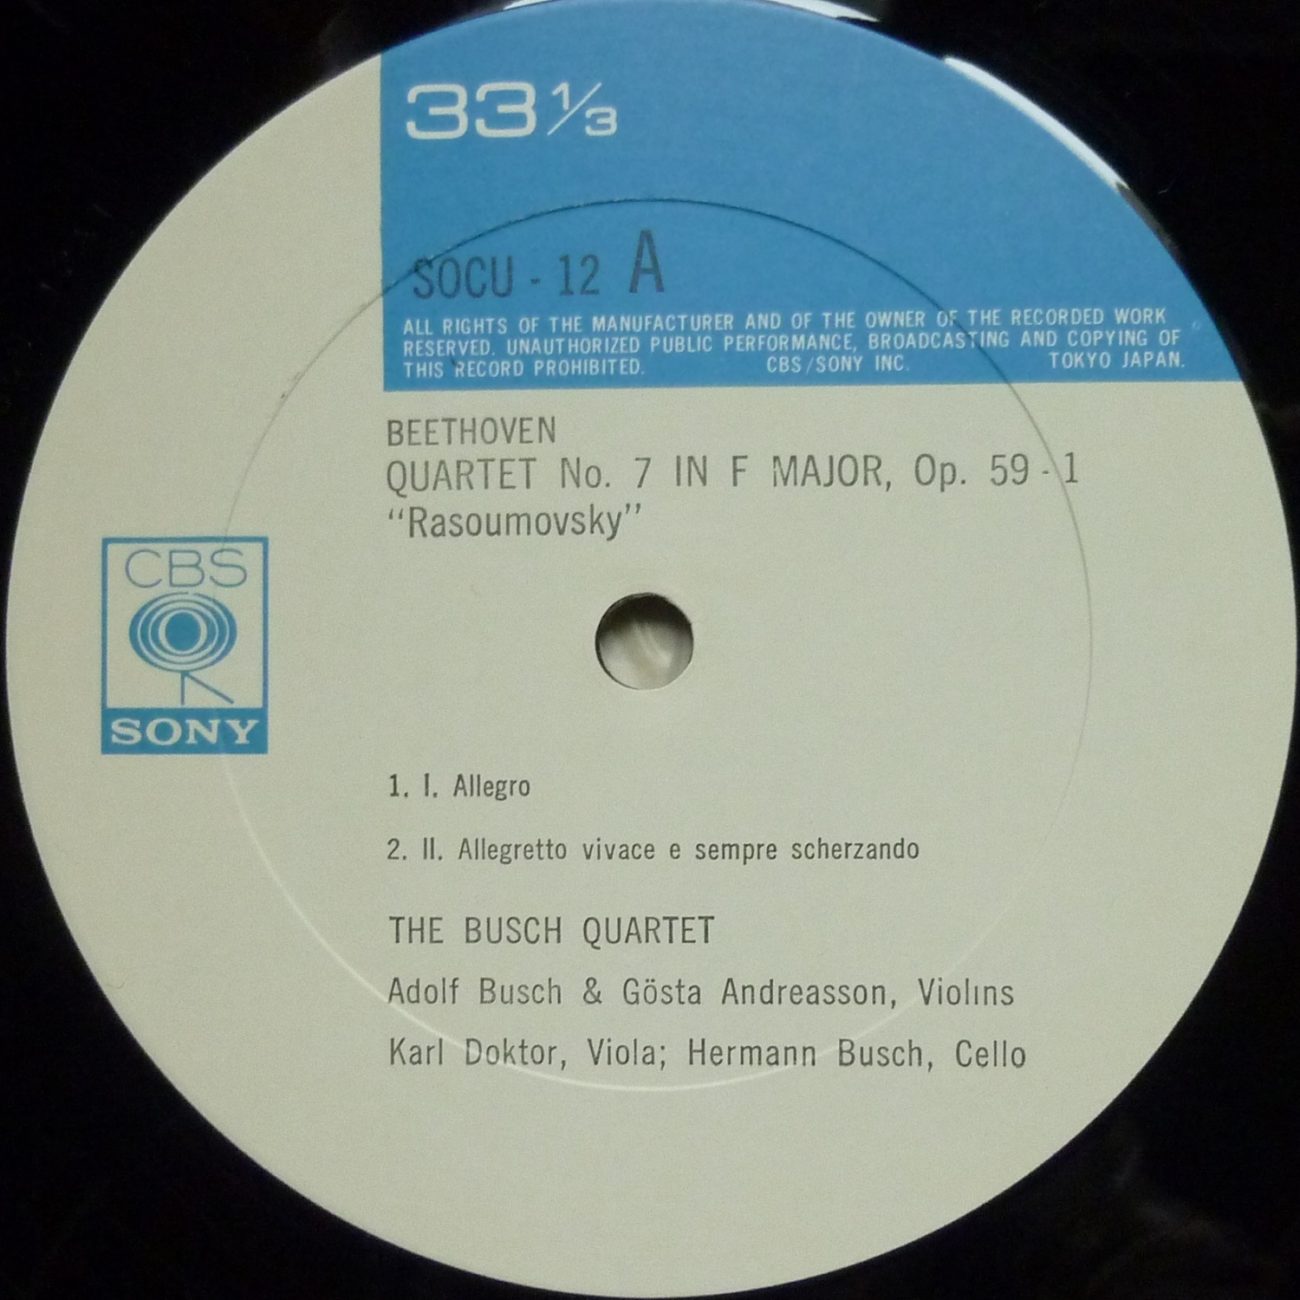 33 1/3
SOCU - 12 A
ALL RIGHTS OF THE MANUFACTURER AND OF THE OWNER OF THE RECORDED WORK
RESERVED. UNAUTHORIZED PUBLIC PERFORMANCE, BROADCASTING AND COPYING OF
THIS RECORD PROHIBITED. CBS/SONY INC. TOKYO JAPAN.
BEETHOVEN
QUARTET No. 7 IN F MAJOR, Op. 59 - 1
“Rasoumovsky”
CBS
SONY
1. I. Allegro
2. II. Allegretto vivace e sempre scherzando
THE BUSCH QUARTET
Adolf Busch & Gösta Andreasson, Violins
Karl Doktor, Viola; Hermann Busch, Cello